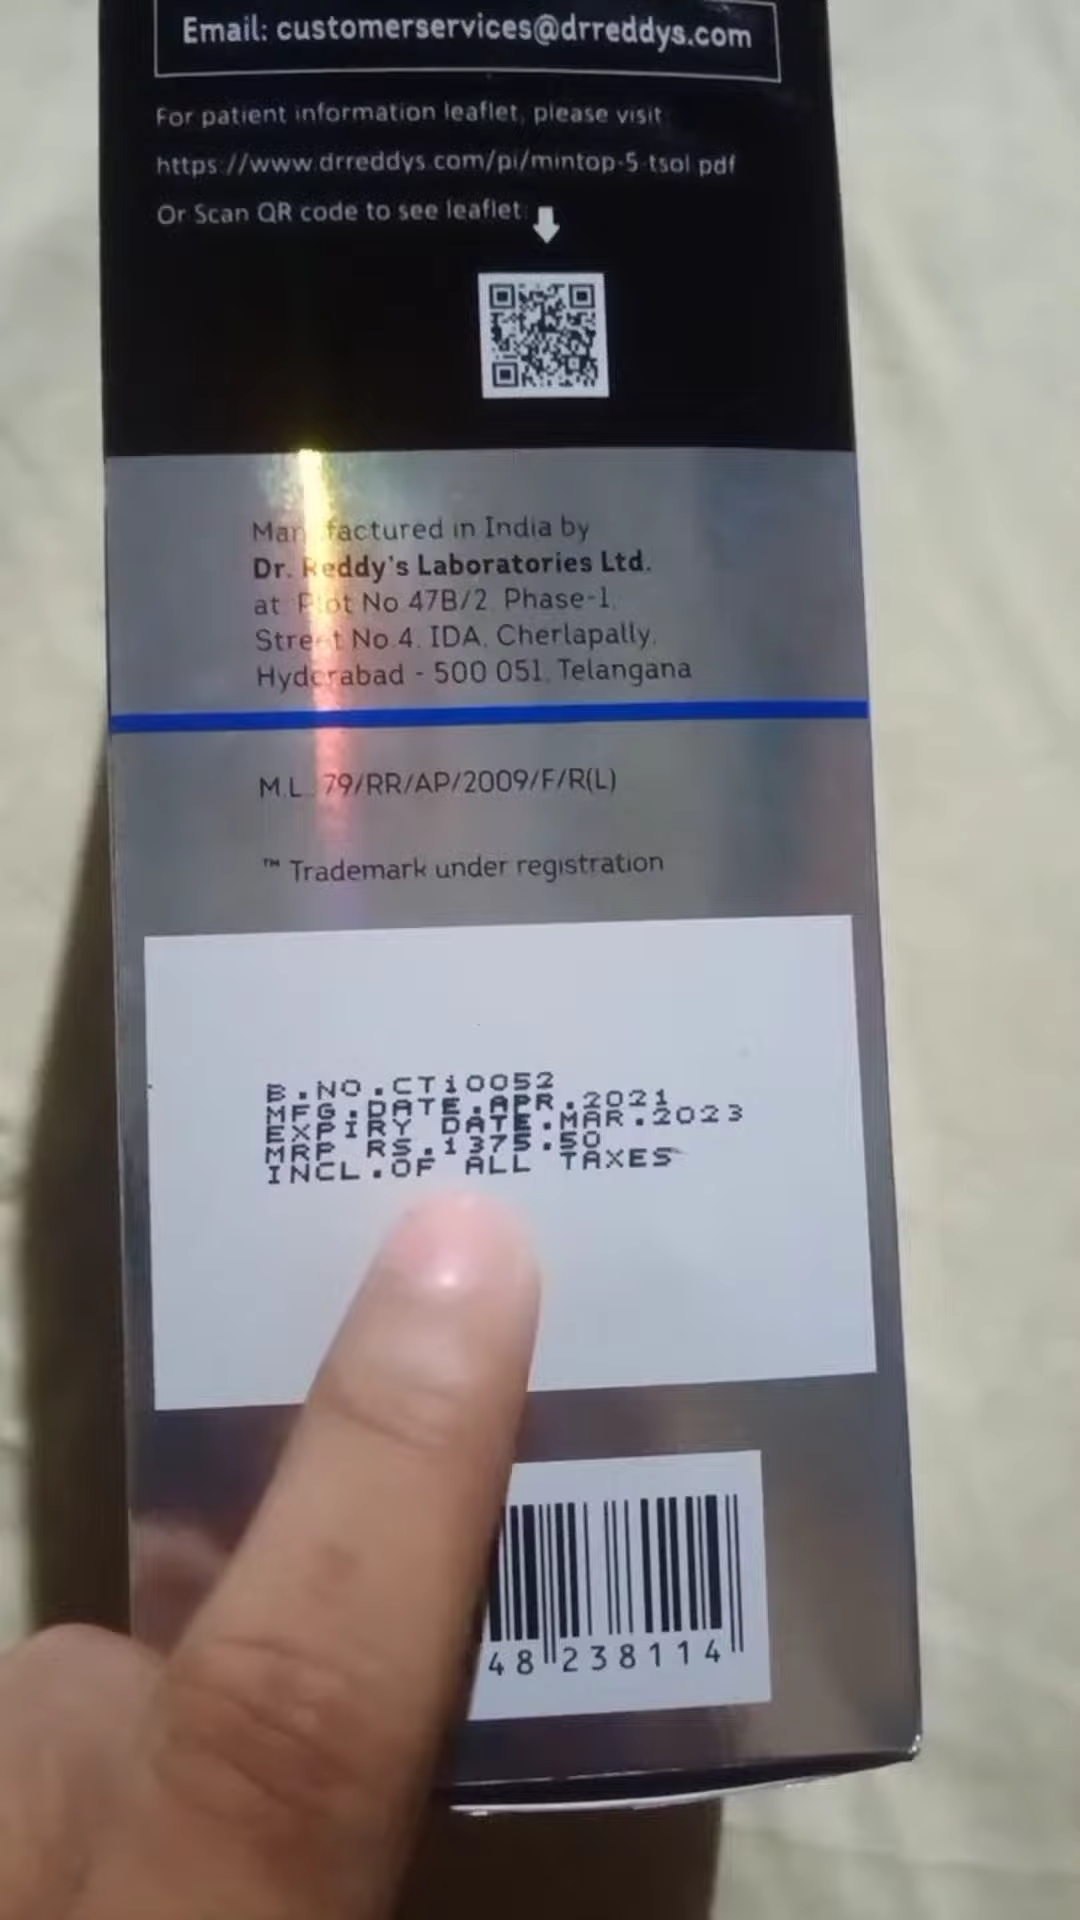 Email: customerservices@drreddys.com
For patient information leaflet, please visit
https://www.drreddys.com/pi/mintop-5-tsol.pdf
Or Scan QR code to see leaflet:
Manufactured in India by
Dr. Reddy's Laboratories Ltd.
at Plot No 47B/2, Phase-1,
Street No.4, IDA, Cherlapally,
Hyderabad - 500 051, Telangana
M.L. 79/RR/AP/2009/F/R(L)
™ Trademark under registration
B.NO.CT10052
MFG.DATE.APR.2021
EXPIRY DATE.MAR.2023
MRP RS.1375.50
INCL.OF ALL TAXES
48 238114